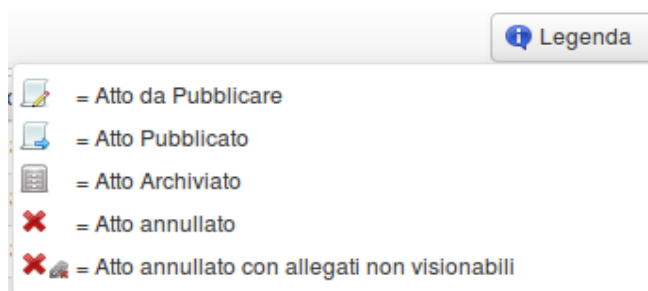 Legenda
= Atto da Pubblicare
= Atto Pubblicato
= Atto Archiviato
= Atto annullato
= Atto annullato con allegati non visionabili